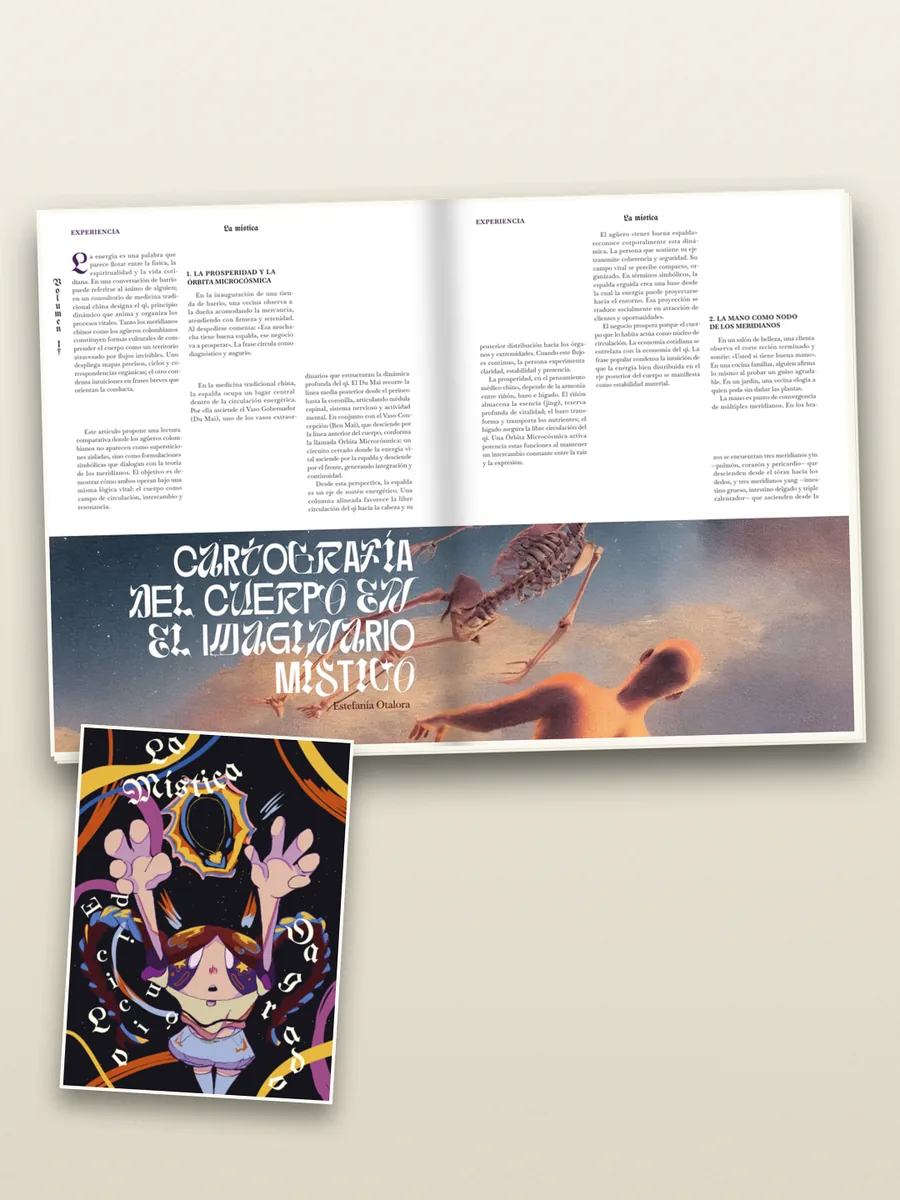 EXPERIENCIA
La mística
Volumen 1
La energía es una palabra que
parece flotar entre la física, la
espiritualidad y la vida coti-
diana. En una conversación de barrio
puede referirse al ánimo de alguien;
en un consultorio de medicina tradi-
cional china designa el qi, principio
dinámico que anima y organiza los
procesos vitales. Tanto los meridianos
chinos como los agüeros colombianos
constituyen formas culturales de com-
prender el cuerpo como un territorio
atravesado por flujos invisibles. Uno
despliega mapas precisos, ciclos y co-
rrespondencias orgánicas; el otro con-
densa intuiciones en frases breves que
orientan la conducta.
Este artículo propone una lectura
comparativa donde los agüeros colom-
bianos no aparecen como supersticio-
nes aisladas, sino como formulaciones
simbólicas que dialogan con la teoría
de los meridianos. El objetivo es de-
mostrar cómo ambos operan bajo una
misma lógica vital: el cuerpo como
campo de circulación, intercambio y
resonancia.
1. LA PROSPERIDAD Y LA
ÓRBITA MICROCÓSMICA
En la inauguración de una tien-
da de barrio, una vecina observa a
la dueña acomodando la mercancía,
atendiendo con firmeza y serenidad.
Al despedirse comenta: «Esa mucha-
cha tiene buena espalda, ese negocio
va a prosperar». La frase circula como
diagnóstico y augurio.
En la medicina tradicional china,
la espalda ocupa un lugar central
dentro de la circulación energética.
Por ella asciende el Vaso Gobernador
(Du Mai), uno de los vasos extraor-
dinarios que estructuran la dinámica
profunda del qi. El Du Mai recorre la
línea media posterior desde el perineo
hasta la coronilla, articulando médula
espinal, sistema nervioso y actividad
mental. En conjunto con el Vaso Con-
cepción (Ren Mai), que desciende por
la línea anterior del cuerpo, conforma
la llamada Órbita Microcósmica: un
circuito cerrado donde la energía vi-
tal asciende por la espalda y desciende
por el frente, generando integración y
continuidad.
Desde esta perspectiva, la espalda
es un eje de sostén energético. Una
columna alineada favorece la libre
circulación del qi hacia la cabeza y su
EXPERIENCIA
La mística
posterior distribución hacia los órga-
nos y extremidades. Cuando este flujo
es continuo, la persona experimenta
claridad, estabilidad y presencia.
La prosperidad, en el pensamiento
médico chino, depende de la armonía
entre riñón, bazo e hígado. El riñón
almacena la esencia (jing), reserva
profunda de vitalidad; el bazo trans-
forma y transporta los nutrientes; el
hígado asegura la libre circulación del
qi. Una Órbita Microcósmica activa
potencia estas funciones al mantener
un intercambio constante entre la raíz
y la expresión.
El agüero «tener buena espalda»
reconoce corporalmente esta diná-
mica. La persona que sostiene su eje
transmite coherencia y seguridad. Su
campo vital se percibe compacto, or-
ganizado. En términos simbólicos, la
espalda erguida crea una base desde
la cual la energía puede proyectarse
hacia el entorno. Esa proyección se
traduce socialmente en atracción de
clientes y oportunidades.
El negocio prospera porque el cuer-
po que lo habita actúa como núcleo de
circulación. La economía cotidiana se
entrelaza con la economía del qi. La
frase popular condensa la intuición de
que la energía bien distribuida en el
eje posterior del cuerpo se manifiesta
como estabilidad material.
2. LA MANO COMO NODO
DE LOS MERIDIANOS
En un salón de belleza, una clienta
observa el corte recién terminado y
sonríe: «Usted sí tiene buena mano».
En una cocina familiar, alguien afirma
lo mismo al probar un guiso agrada-
ble. En un jardín, una vecina elogia a
quien poda sin dañar las plantas.
La mano es punto de convergencia
de múltiples meridianos. En los bra-
zos se encuentran tres meridianos yin
—pulmón, corazón y pericardio— que
descienden desde el tórax hacia los
dedos, y tres meridianos yang —intes-
tino grueso, intestino delgado y triple
calentador— que ascienden desde la
CARTOGRAFÍA
DEL CUERPO EN
EL IMAGINARIO
MÍSTICO
Estefanía Otalora
La
Mística
Edición
Lucio
Sagrado